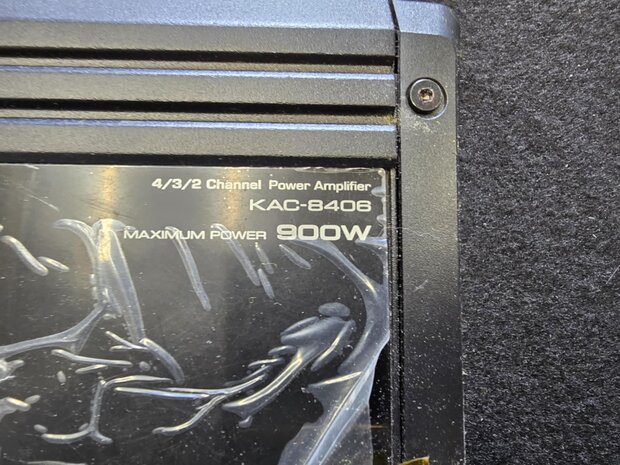 4/3/2 Channel Power Amplifier
KAC-8406
MAXIMUM POWER 900W